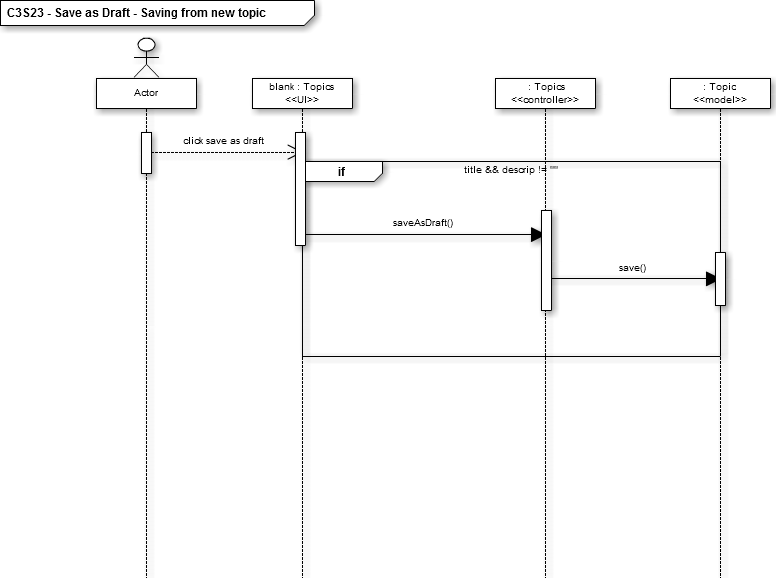 C3S23 - Save as Draft - Saving from new topic
Actor
blank : Topics
<<UI>>
: Topics
<<controller>>
: Topic
<<model>>
click save as draft
if
title && descrip != ""
saveAsDraft()
save()